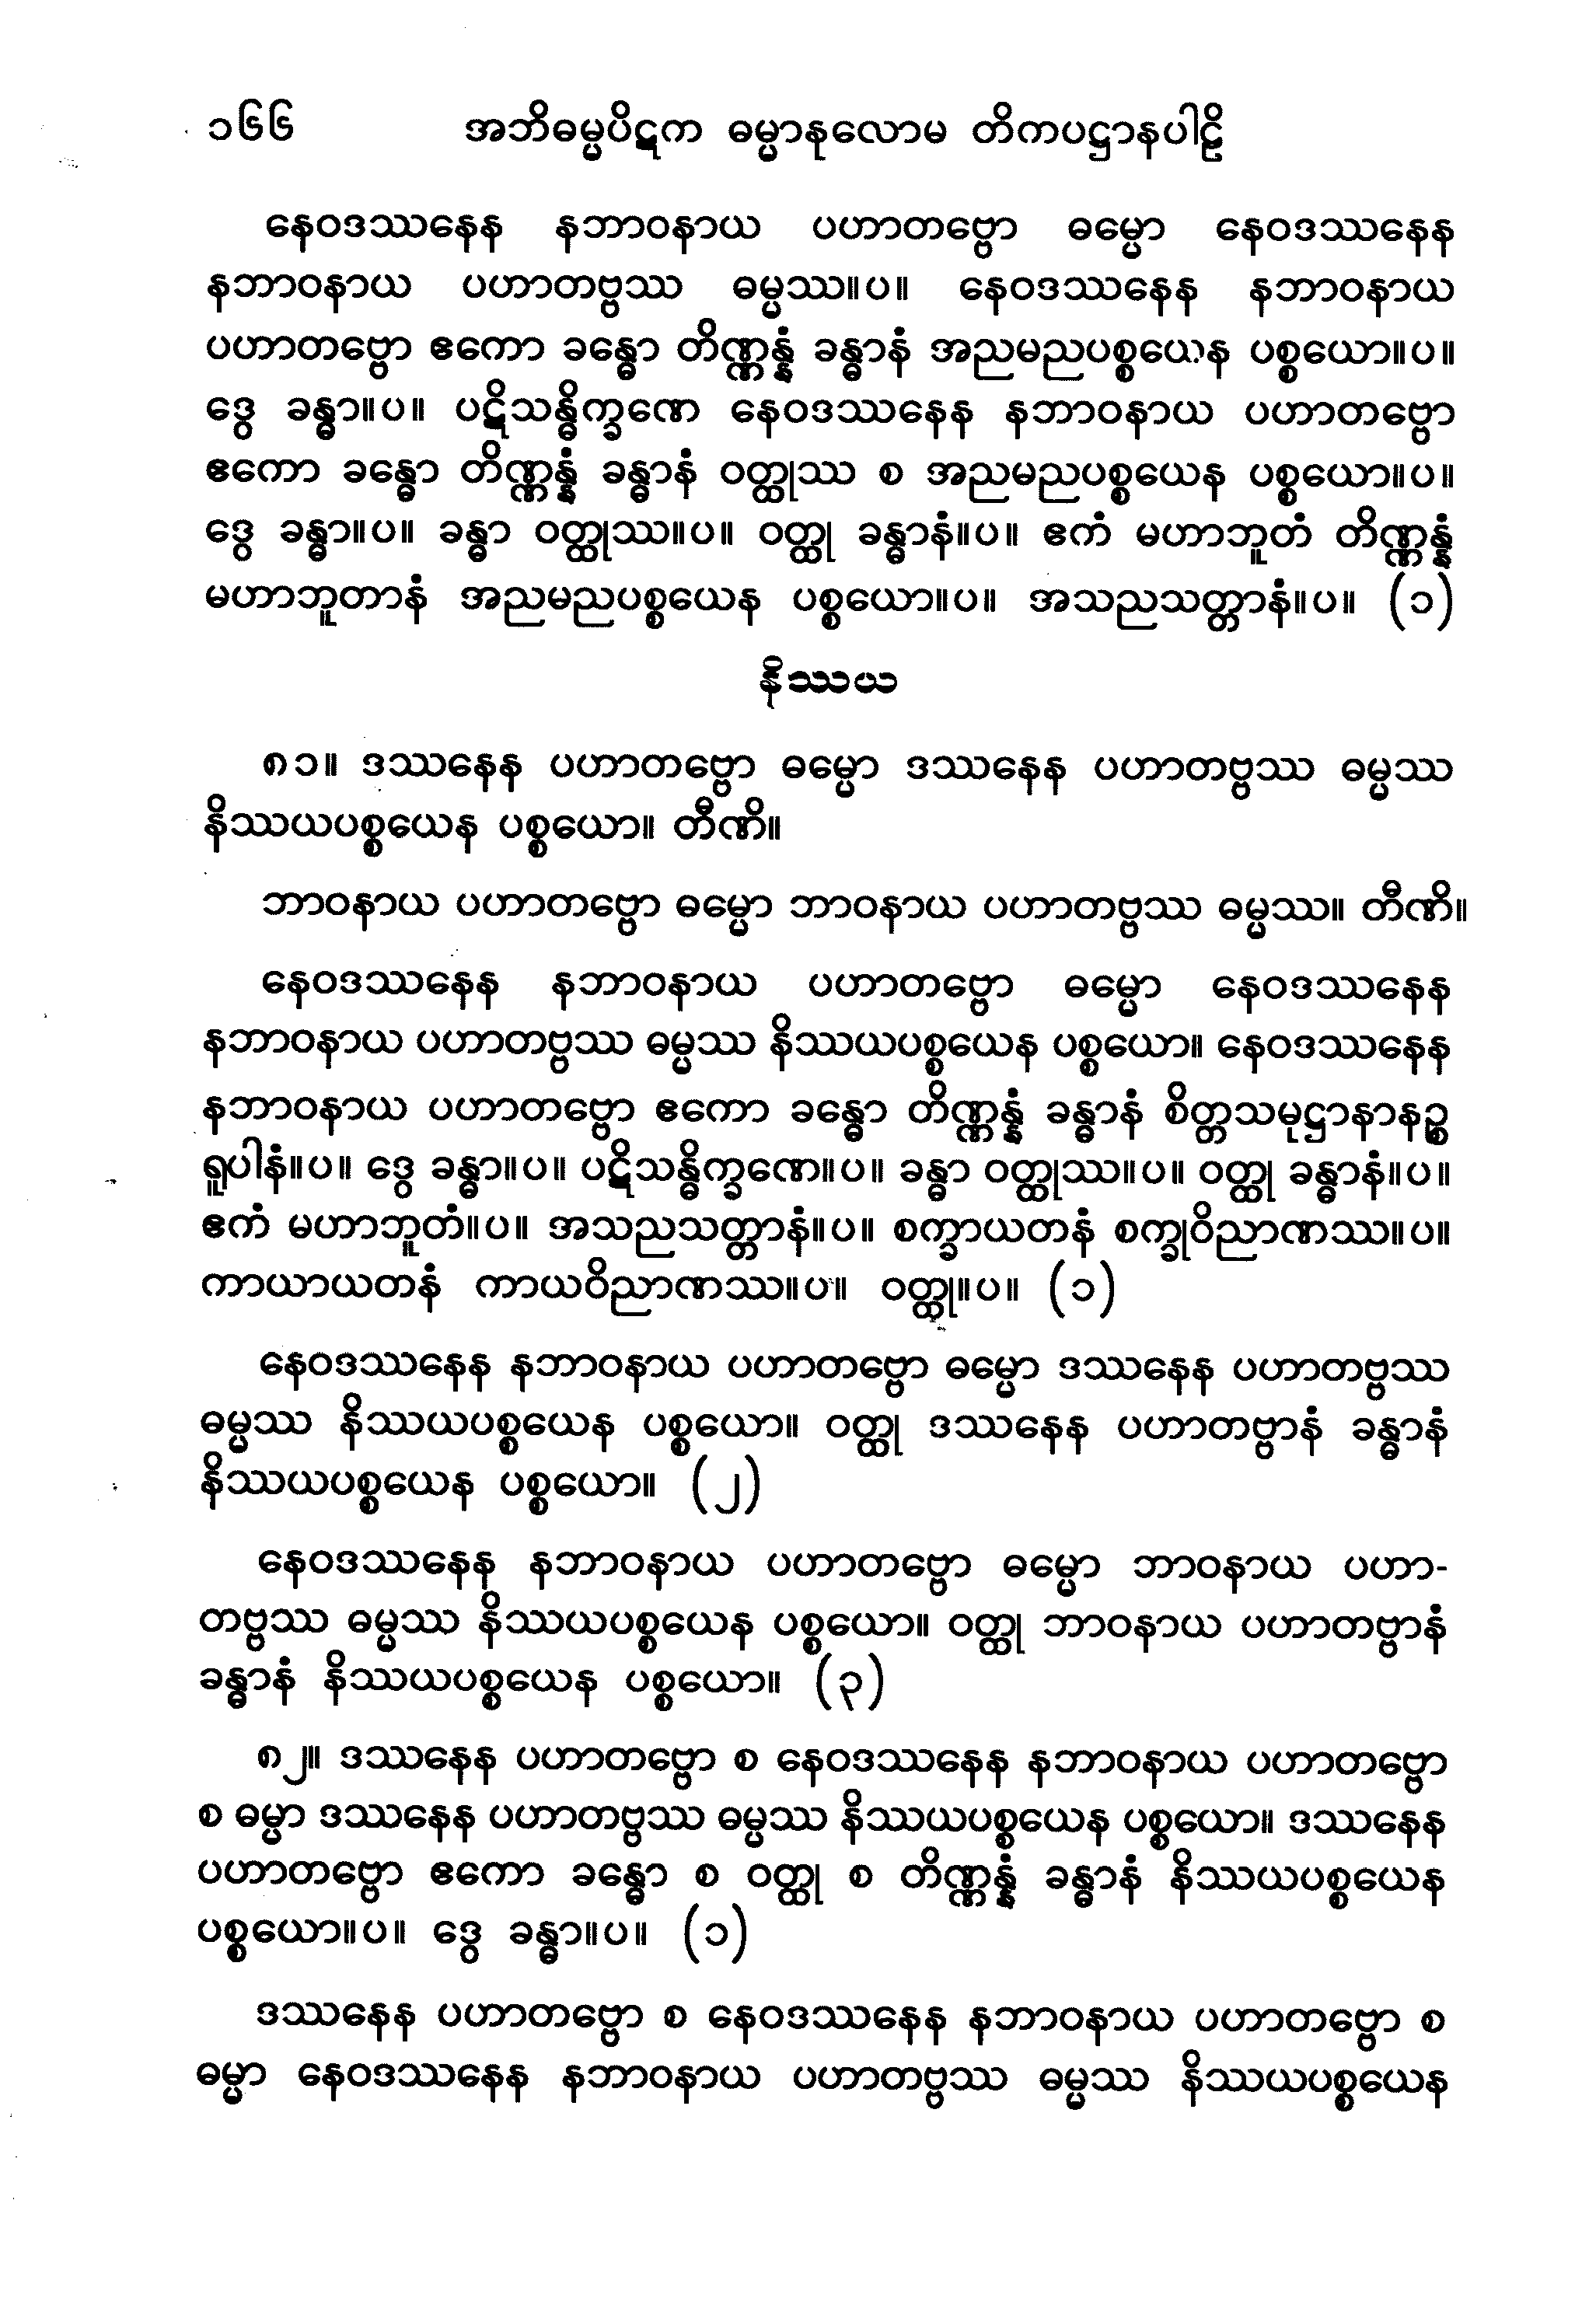 ၁၆၆ အဘိဓမ္မပိဋက ဓမ္မာနုလောမ တိကပဋ္ဌာနပါဠိ
နေဝဒဿနေန နဘာဝနာယ ပဟာတဗ္ဗော ဓမ္မော နေဝဒဿနေန
နဘာဝနာယ ပဟာတဗ္ဗဿ ဓမ္မဿ။ပ။ နေဝဒဿနေန နဘာဝနာယ
ပဟာတဗ္ဗော ဧကော ခန္ဓော တိဏ္ဏန္နံ ခန္ဓာနံ အညမညပစ္စယေန ပစ္စယော။ပ။
ဒွေ ခန္ဓာ။ပ။ ပဋိသန္ဓိက္ခဏေ နေဝဒဿနေန နဘာဝနာယ ပဟာတဗ္ဗော
ဧကော ခန္ဓော တိဏ္ဏန္နံ ခန္ဓာနံ ဝတ္ထုဿ စ အညမညပစ္စယေန ပစ္စယော။ပ။
ဒွေ ခန္ဓာ။ပ။ ခန္ဓာ ဝတ္ထုဿ။ပ။ ဝတ္ထု ခန္ဓာနံ။ပ။ ဧကံ မဟာဘူတံ တိဏ္ဏန္နံ
မဟာဘူတာနံ အညမညပစ္စယေန ပစ္စယော။ပ။ အသညသတ္တာနံ။ပ။ (၁)
နိဿယ
၈၁။ ဒဿနေန ပဟာတဗ္ဗော ဓမ္မော ဒဿနေန ပဟာတဗ္ဗဿ ဓမ္မဿ
နိဿယပစ္စယေန ပစ္စယော။ တီဏိ။
ဘာဝနာယ ပဟာတဗ္ဗော ဓမ္မော ဘာဝနာယ ပဟာတဗ္ဗဿ ဓမ္မဿ။ တီဏိ။
နေဝဒဿနေန နဘာဝနာယ ပဟာတဗ္ဗော ဓမ္မော နေဝဒဿနေန
နဘာဝနာယ ပဟာတဗ္ဗဿ ဓမ္မဿ နိဿယပစ္စယေန ပစ္စယော။ နေဝဒဿနေန
နဘာဝနာယ ပဟာတဗ္ဗော ဧကော ခန္ဓော တိဏ္ဏန္နံ ခန္ဓာနံ စိတ္တသမုဋ္ဌာနာနဉ္စ
ရူပါနံ။ပ။ ဒွေ ခန္ဓာ။ပ။ ပဋိသန္ဓိက္ခဏေ။ပ။ ခန္ဓာ ဝတ္ထုဿ။ပ။ ဝတ္ထု ခန္ဓာနံ။ပ။
ဧကံ မဟာဘူတံ။ပ။ အသညသတ္တာနံ။ပ။ စက္ခာယတနံ စက္ခုဝိညာဏဿ။ပ။
ကာယာယတနံ ကာယဝိညာဏဿ။ပ။ ဝတ္ထု။ပ။ (၁)
နေဝဒဿနေန နဘာဝနာယ ပဟာတဗ္ဗော ဓမ္မော ဒဿနေန ပဟာတဗ္ဗဿ
ဓမ္မဿ နိဿယပစ္စယေန ပစ္စယော။ ဝတ္ထု ဒဿနေန ပဟာတဗ္ဗာနံ ခန္ဓာနံ
နိဿယပစ္စယေန ပစ္စယော။ (၂)
နေဝဒဿနေန နဘာဝနာယ ပဟာတဗ္ဗော ဓမ္မော ဘာဝနာယ ပဟာ-
တဗ္ဗဿ ဓမ္မဿ နိဿယပစ္စယေန ပစ္စယော။ ဝတ္ထု ဘာဝနာယ ပဟာတဗ္ဗာနံ
ခန္ဓာနံ နိဿယပစ္စယေန ပစ္စယော။ (၃)
၈၂။ ဒဿနေန ပဟာတဗ္ဗော စ နေဝဒဿနေန နဘာဝနာယ ပဟာတဗ္ဗော
စ ဓမ္မာ ဒဿနေန ပဟာတဗ္ဗဿ ဓမ္မဿ နိဿယပစ္စယေန ပစ္စယော။ ဒဿနေန
ပဟာတဗ္ဗော ဧကော ခန္ဓော စ ဝတ္ထု စ တိဏ္ဏန္နံ ခန္ဓာနံ နိဿယပစ္စယေန
ပစ္စယော။ပ။ ဒွေ ခန္ဓာ။ပ။ (၁)
ဒဿနေန ပဟာတဗ္ဗော စ နေဝဒဿနေန နဘာဝနာယ ပဟာတဗ္ဗော စ
ဓမ္မာ နေဝဒဿနေန နဘာဝနာယ ပဟာတဗ္ဗဿ ဓမ္မဿ နိဿယပစ္စယေန